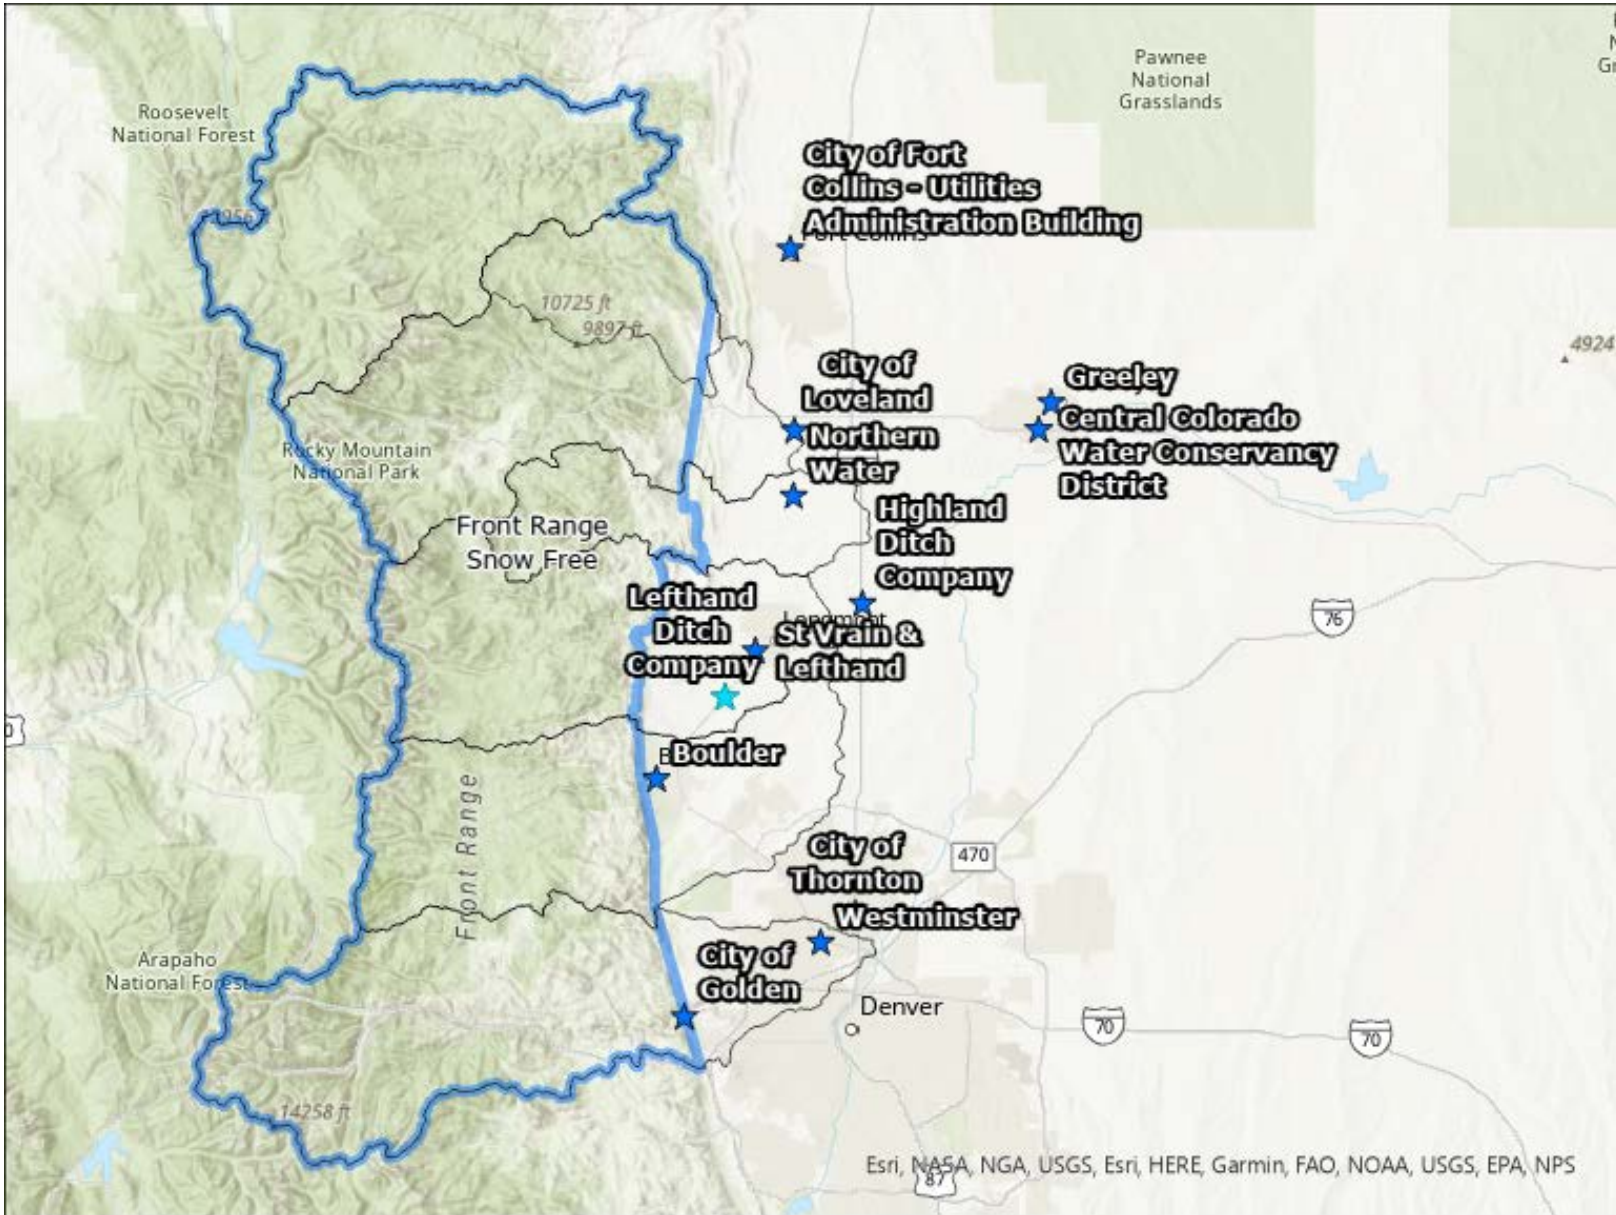 Pawnee
National
Grasslands
Roosevelt
National Forest
City of Fort
Collins - Utilities
Administration Building
10725 ft
9897 ft
4924
City of
Loveland
Greeley
Central Colorado
Water Conservancy
District
Northern
Water
Rocky Mountain
National Park
Highland
Ditch
Company
Front Range
Snow Free
Lefthand
Ditch
Company
St Vrain &
Lefthand
76
Boulder
Front Range
City of
Thornton
470
Westminster
City of
Golden
Arapaho
National Forest
Denver
70
70
14258 ft
Esri, NASA, NGA, USGS, Esri, HERE, Garmin, FAO, NOAA, USGS, EPA, NPS
87